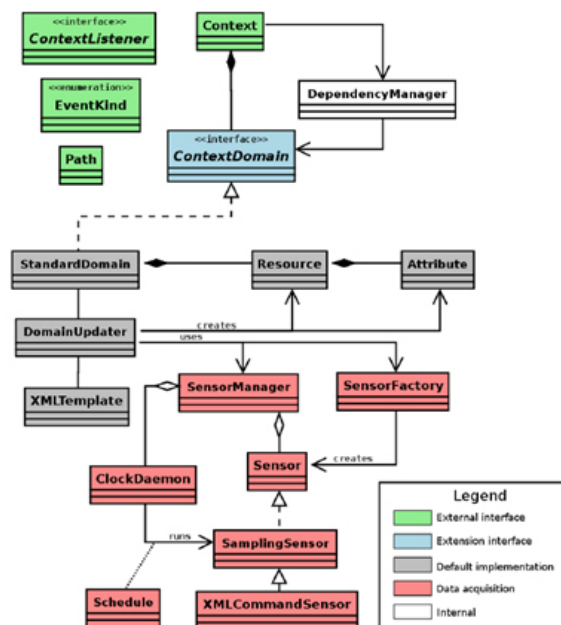 <<interface>>
ContextListener
Context
<<enumeration>>
EventKind
DependencyManager
<<interface>>
ContextDomain
Path
StandardDomain
Resource
Attribute
DomainUpdater
creates
uses
XMLTemplate
SensorManager
SensorFactory
ClockDaemon
Sensor
creates
runs
SamplingSensor
Schedule
XMLCommandSensor
Legend
External interface
Extension interface
Default implementation
Data acquisition
Internal